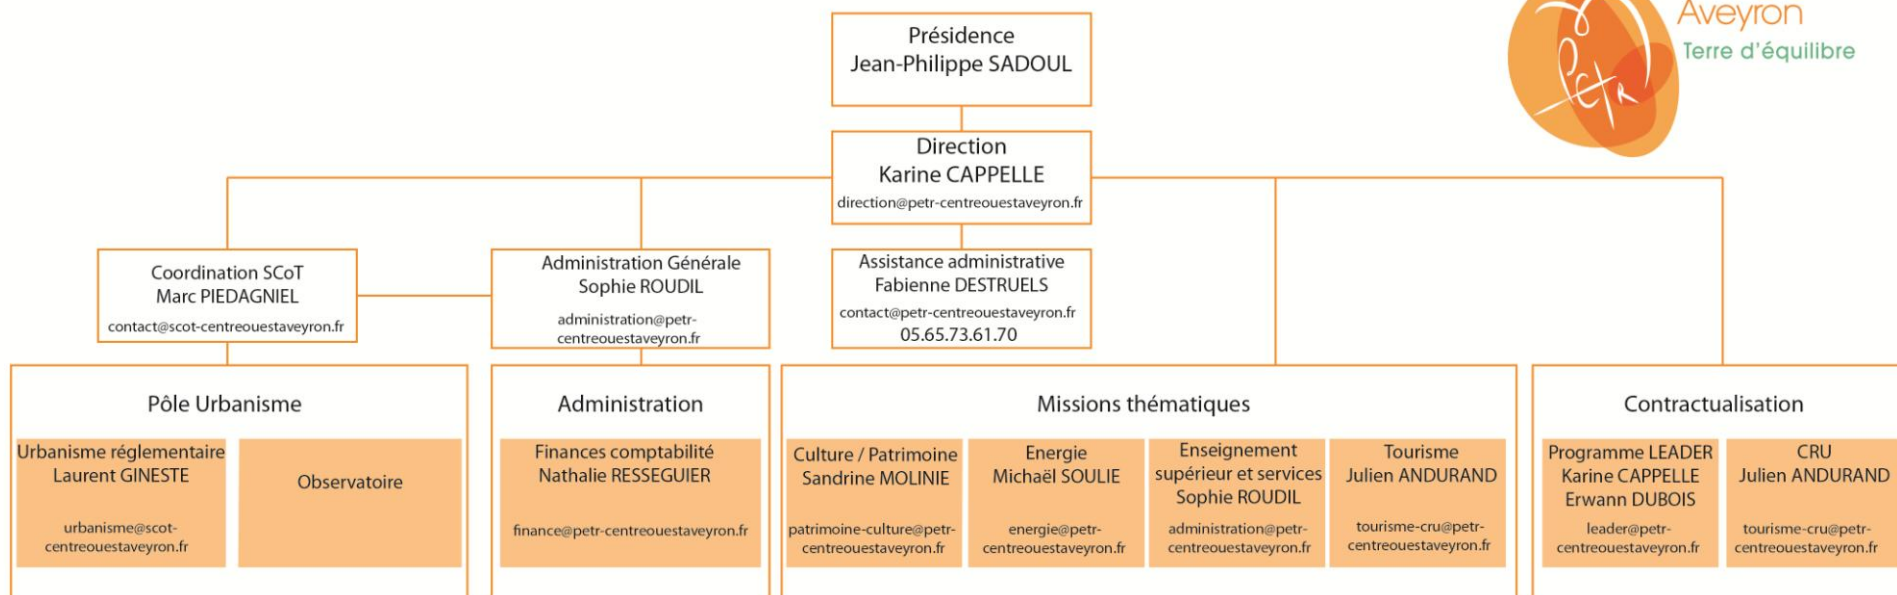 Présidence
Jean-Philippe SADOUL
Aveyron
Terre d'équilibre
PETR
Direction
Karine CAPPELLE
direction@petr-centreouestaveyron.fr
Coordination SCoT
Marc PIEDAGNIEL
contact@scot-centreouestaveyron.fr
Administration Générale
Sophie ROUDIL
administration@petr-
centreouestaveyron.fr
Assistance administrative
Fabienne DESTRUELS
contact@petr-centreouestaveyron.fr
05.65.73.61.70
Pôle Urbanisme
Urbanisme réglementaire
Laurent GINESTE
urbanisme@scot-
centreouestaveyron.fr
Observatoire
Administration
Finances comptabilité
Nathalie RESSEGUIER
finance@petr-centreouestaveyron.fr
Missions thématiques
Culture / Patrimoine
Sandrine MOLINIE
patrimoine-culture@petr-
centreouestaveyron.fr
Energie
Michaël SOULIE
energie@petr-
centreouestaveyron.fr
Enseignement
supérieur et services
Sophie ROUDIL
administration@petr-
centreouestaveyron.fr
Tourisme
Julien ANDURAND
tourisme-cru@petr-
centreouestaveyron.fr
Contractualisation
Programme LEADER
Karine CAPPELLE
Erwann DUBOIS
leader@petr-
centreouestaveyron.fr
CRU
Julien ANDURAND
tourisme-cru@petr-
centreouestaveyron.fr